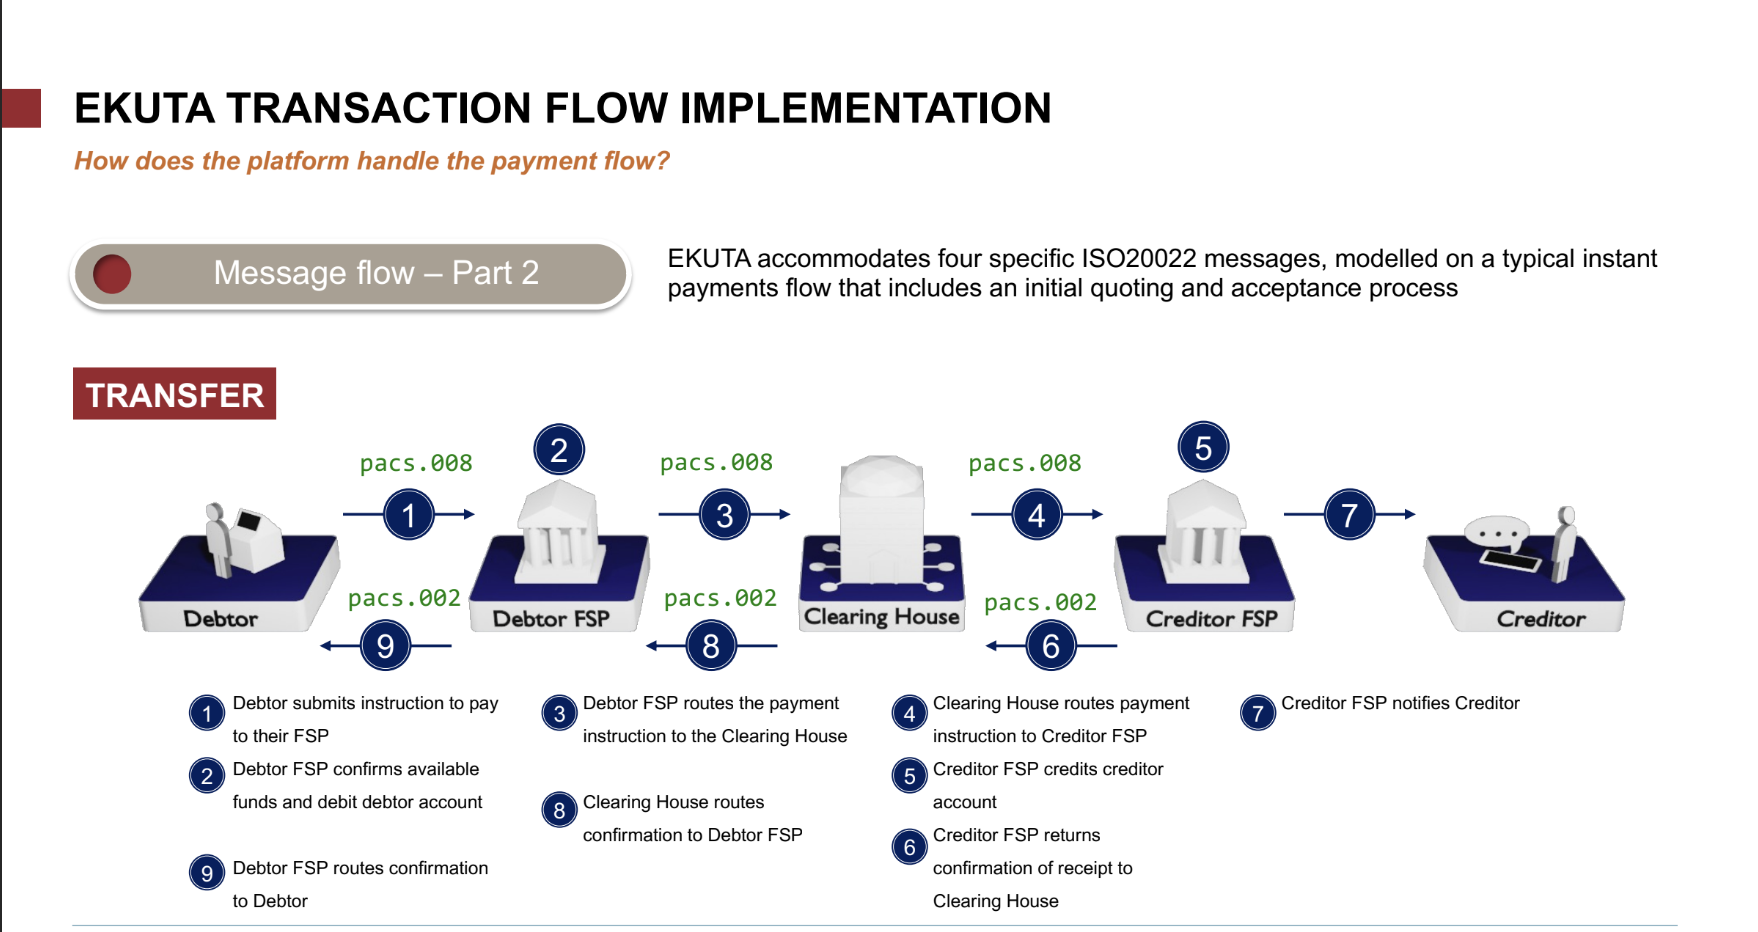 EKUTA TRANSACTION FLOW IMPLEMENTATION
How does the platform handle the payment flow?
Message flow – Part 2
EKUTA accommodates four specific ISO20022 messages, modelled on a typical instant
payments flow that includes an initial quoting and acceptance process
TRANSFER
pacs.008
2
pacs.008
pacs.008
5
1
3
4
7
Debtor
Debtor FSP
Clearing House
Creditor FSP
Creditor
pacs.002
pacs.002
pacs.002
9
8
6
1 Debtor submits instruction to pay
to their FSP
2 Debtor FSP confirms available
funds and debit debtor account
9 Debtor FSP routes confirmation
to Debtor
3 Debtor FSP routes the payment
instruction to the Clearing House
8 Clearing House routes
confirmation to Debtor FSP
4 Clearing House routes payment
instruction to Creditor FSP
5 Creditor FSP credits creditor
account
6 Creditor FSP returns
confirmation of receipt to
Clearing House
7 Creditor FSP notifies Creditor